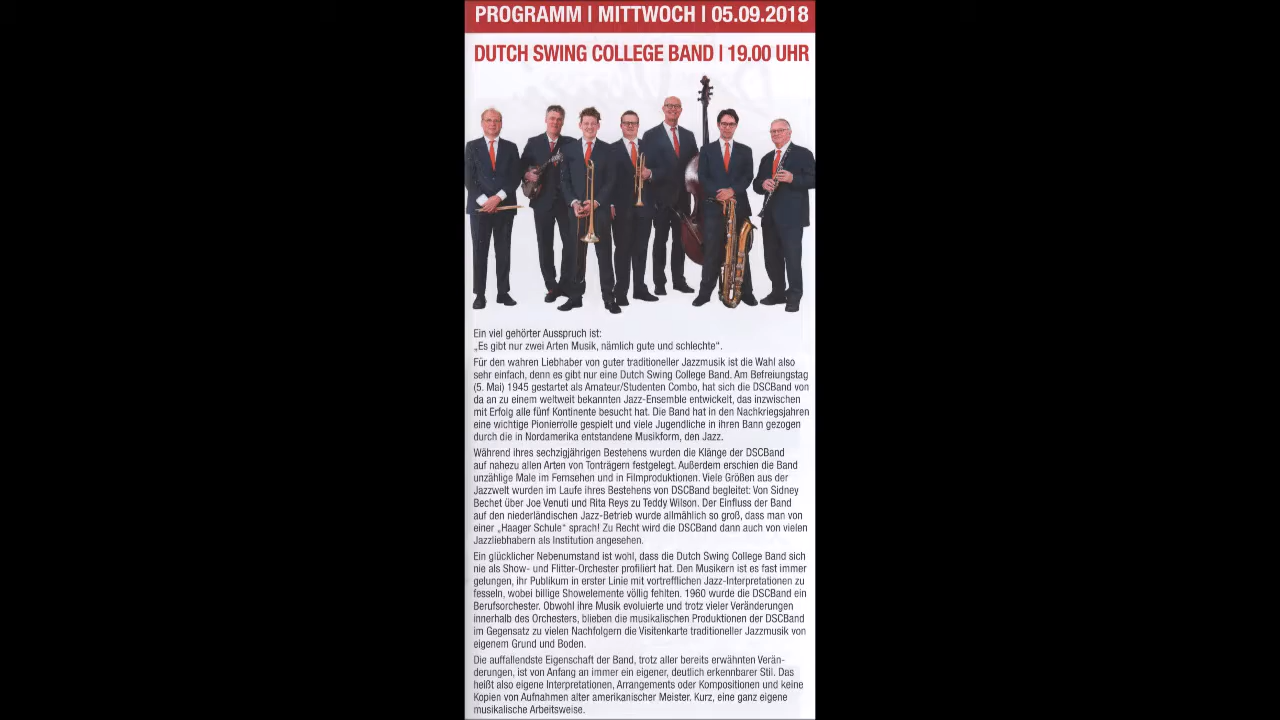 PROGRAMM | MITTWOCH | 05.09.2018
DUTCH SWING COLLEGE BAND | 19.00 UHR
Ein viel gehörter Ausspruch ist:
„Es gibt nur zwei Arten Musik, nämlich gute und schlechte“.
Für den wahren Liebhaber von guter traditioneller Jazzmusik ist die Wahl also
sehr einfach, denn es gibt nur eine Dutch Swing College Band. Am Befreiungstag
(5. Mai) 1945 gestartet als Amateur/Studenten Combo, hat sich die DSCBand von
da an zu einem weltweit bekannten Jazz-Ensemble entwickelt, das inzwischen
mit Erfolg alle fünf Kontinente besucht hat. Die Band hat in den Nachkriegsjahren
eine wichtige Pionierrolle gespielt und viele Jugendliche in ihren Bann gezogen
durch die in Nordamerika entstandene Musikform, den Jazz.
Während ihres sechzigjährigen Bestehens wurden die Klänge der DSCBand
auf nahezu allen Arten von Tonträgern festgelegt. Außerdem erschien die Band
unzählige Male im Fernsehen und in Filmproduktionen. Viele Größen aus der
Jazzwelt wurden im Laufe ihres Bestehens von DSCBand begleitet: Von Sidney
Bechet über Joe Venuti und Rita Reys zu Teddy Wilson. Der Einfluss der Band
auf den niederländischen Jazz-Betrieb wurde allmählich so groß, dass man von
einer „Haager Schule“ sprach! Zu Recht wird die DSCBand dann auch von vielen
Jazzliebhabern als Institution angesehen.
Ein glücklicher Nebenumstand ist wohl, dass die Dutch Swing College Band sich
nie als Show- und Flitter-Orchester profiliert hat. Den Musikern ist es fast immer
gelungen, ihr Publikum in erster Linie mit vortrefflichen Jazz-Interpretationen zu
fesseln, wobei billige Showelemente völlig fehlten. 1960 wurde die DSCBand ein
Berufsorchester. Obwohl ihre Musik evoluierte und trotz vieler Veränderungen
innerhalb des Orchesters, blieben die musikalischen Produktionen der DSCBand
im Gegensatz zu vielen Nachfolgern die Visitenkarte traditioneller Jazzmusik von
eigenem Grund und Boden.
Die auffallendste Eigenschaft der Band, trotz aller bereits erwähnten Verän-
derungen, ist von Anfang an immer ein eigener, deutlich erkennbarer Stil. Das
heißt also eigene Interpretationen, Arrangements oder Kompositionen und keine
Kopien von Aufnahmen alter amerikanischer Meister. Kurz, eine ganz eigene
musikalische Arbeitsweise.